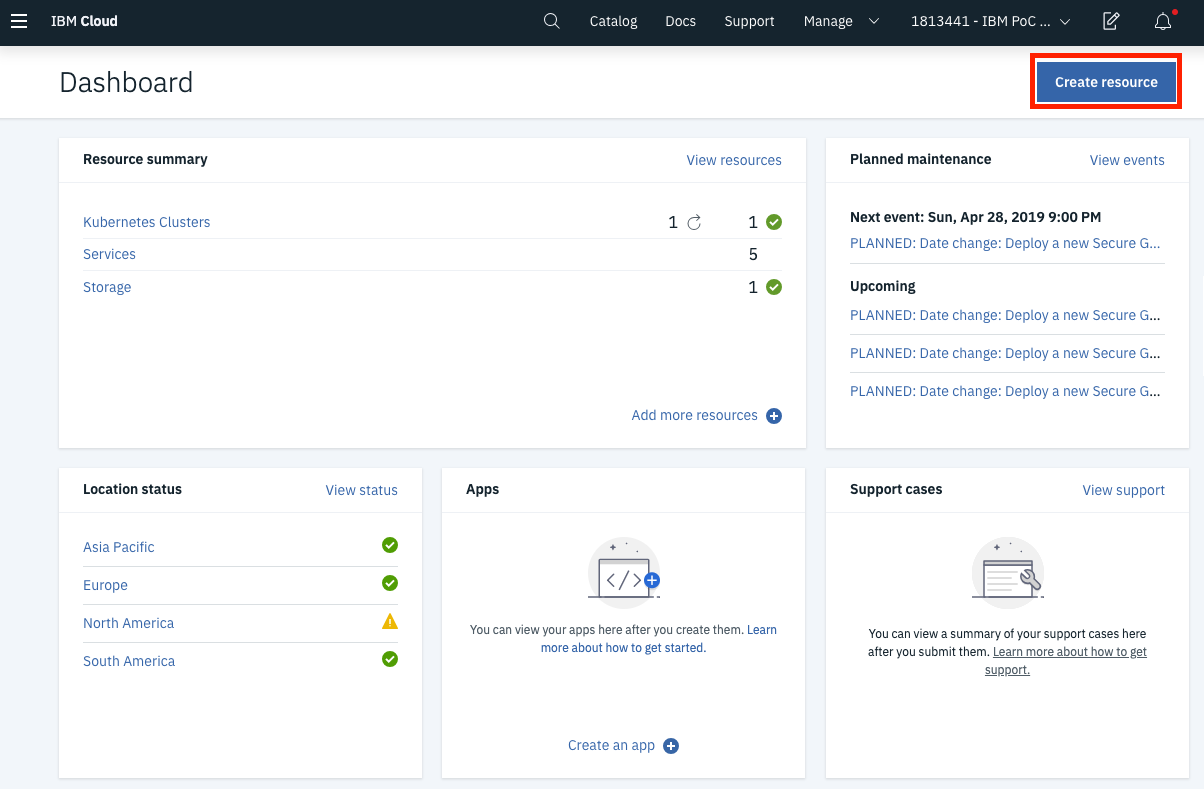 IBM Cloud
Catalog
Docs
Support
Manage
1813441 - IBM PoC ...
Dashboard
Create resource
Resource summary
View resources
Kubernetes Clusters
1
1
Services
5
Storage
1
Add more resources
Planned maintenance
View events
Next event: Sun, Apr 28, 2019 9:00 PM
PLANNED: Date change: Deploy a new Secure G...
Upcoming
PLANNED: Date change: Deploy a new Secure G...
PLANNED: Date change: Deploy a new Secure G...
PLANNED: Date change: Deploy a new Secure G...
Location status
View status
Asia Pacific
Europe
North America
South America
Apps
</>
You can view your apps here after you create them. Learn
more about how to get started.
Create an app
Support cases
View support
You can view a summary of your support cases here
after you submit them. Learn more about how to get
support.